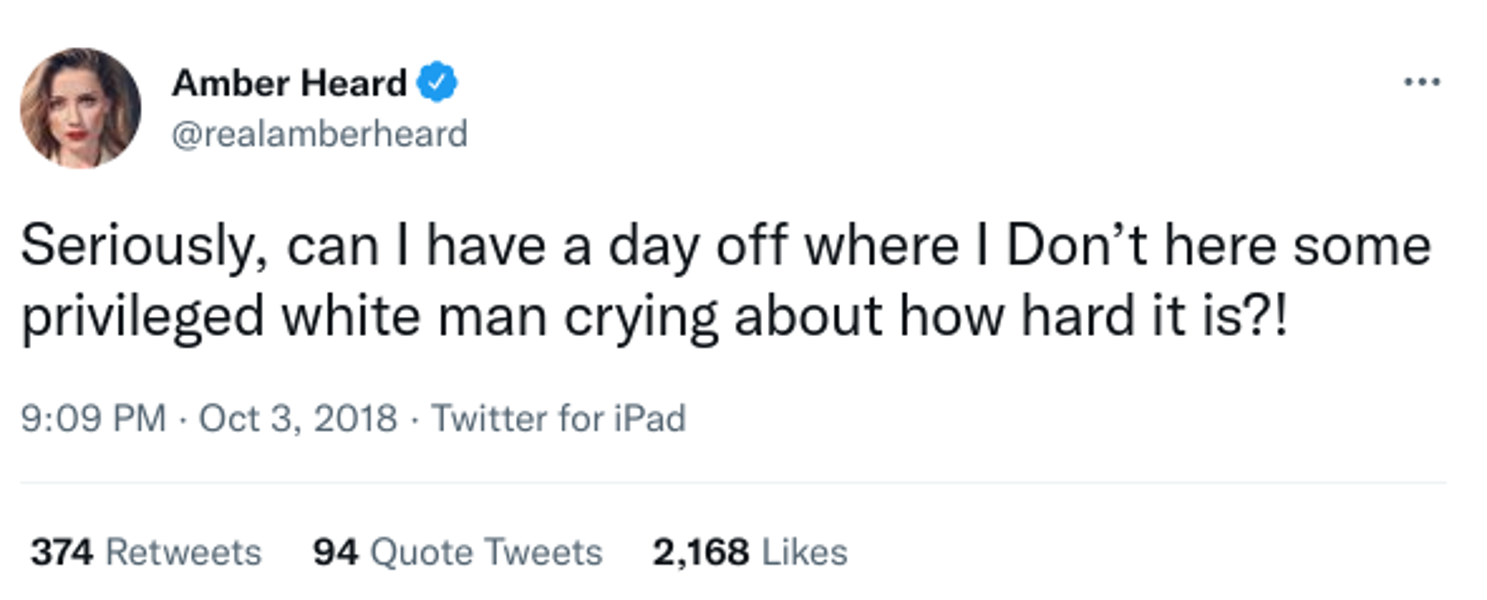 Amber Heard
@realamberheard
Seriously, can I have a day off where I Don’t here some
privileged white man crying about how hard it is?!
9:09 PM · Oct 3, 2018 · Twitter for iPad
374 Retweets 94 Quote Tweets 2,168 Likes